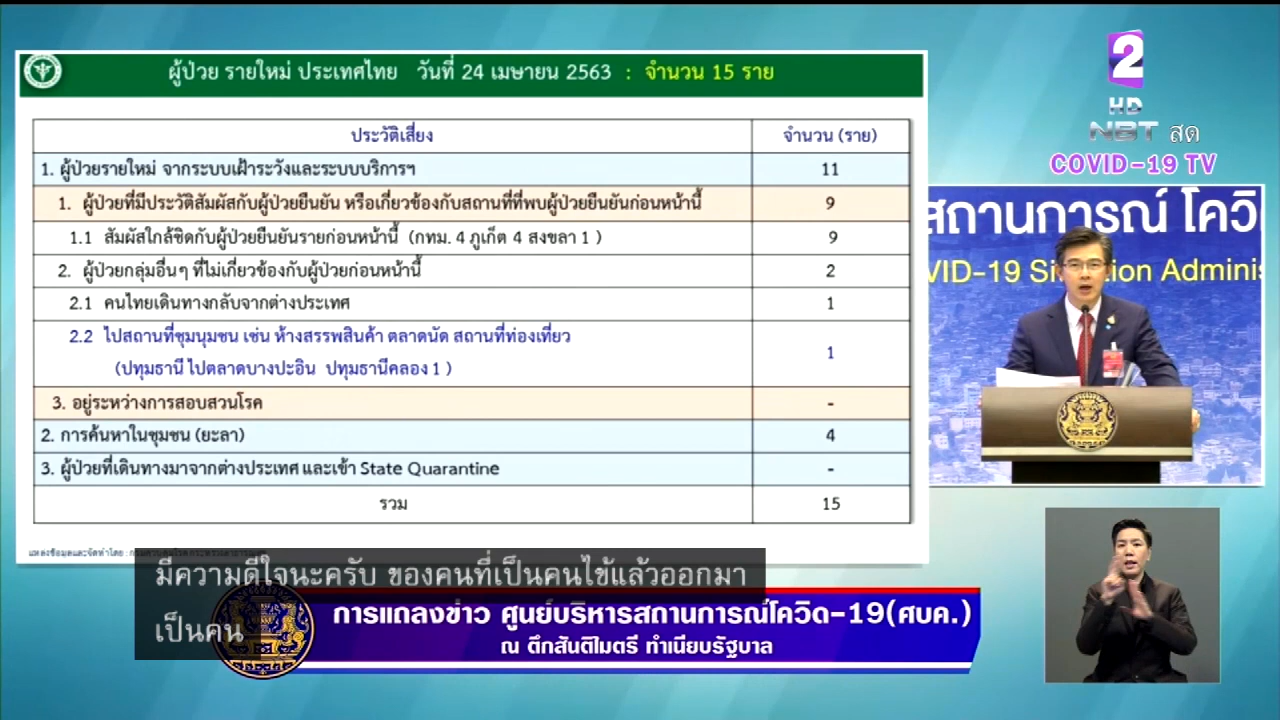 ผู้ป่วย รายใหม่ ประเทศไทย วันที่ 24 เมษายน 2563 : จำนวน 15 ราย
ประวัติเสี่ยง จำนวน (ราย)
1. ผู้ป่วยรายใหม่ จากระบบเฝ้าระวังและระบบบริการฯ 11
1. ผู้ป่วยที่มีประวัติสัมผัสกับผู้ป่วยยืนยัน หรือเกี่ยวข้องกับสถานที่ที่พบผู้ป่วยยืนยันก่อนหน้านี้ 9
1.1 สัมผัสใกล้ชิดกับผู้ป่วยยืนยันรายก่อนหน้านี้ (กทม. 4 ภูเก็ต 4 สงขลา 1 ) 9
2. ผู้ป่วยกลุ่มอื่นๆ ที่ไม่เกี่ยวข้องกับผู้ป่วยก่อนหน้านี้ 2
2.1 คนไทยเดินทางกลับจากต่างประเทศ 1
2.2 ไปสถานที่ชุมนุมชน เช่น ห้างสรรพสินค้า ตลาดนัด สถานที่ท่องเที่ยว 1
(ปทุมธานี ไปตลาดบางปะอิน ปทุมธานีคลอง 1 )
3. อยู่ระหว่างการสอบสวนโรค -
2. การค้นหาในชุมชน (ยะลา) 4
3. ผู้ป่วยที่เดินทางมาจากต่างประเทศ และเข้า State Quarantine -
รวม 15
แหล่งข้อมูลและจัดทำโดย :
2
HD
NBT สด
COVID-19 TV
สถานการณ์ โควิ
VID-19 Si tion Adminis
มีความดีใจนะครับ ของคนที่เป็นคนไข้แล้วออกมา
เป็นคน
การแถลงข่าว ศูนย์บริหารสถานการณ์โควิด-19(ศบค.)
ณ ตึกสันติไมตรี ทำเนียบรัฐบาล